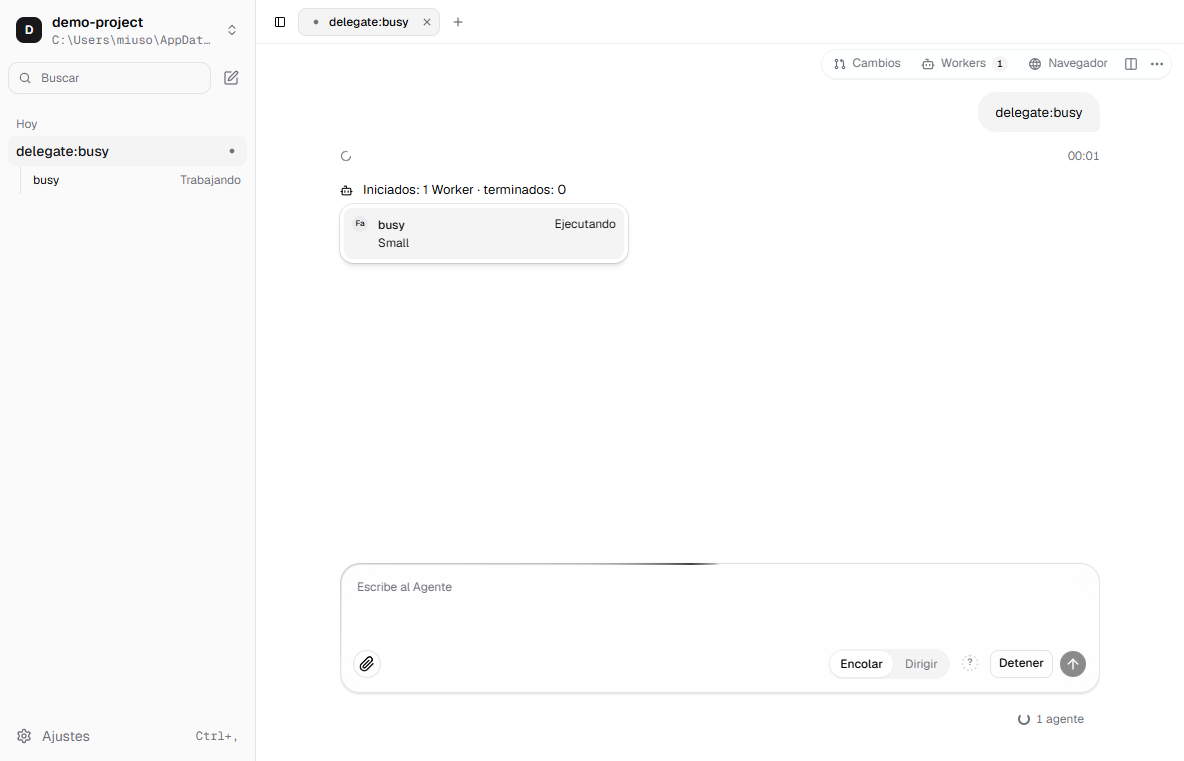 D
demo-project
C:\Users\miuso\AppDat…
Buscar
Hoy
delegate:busy
busy
Trabajando
Ajustes
Ctrl+,
delegate:busy
Cambios
Workers
1
Navegador
delegate:busy
00:01
Iniciados: 1 Worker · terminados: 0
Fa
busy
Ejecutando
Small
Escribe al Agente
Encolar
Dirigir
?
Detener
1 agente